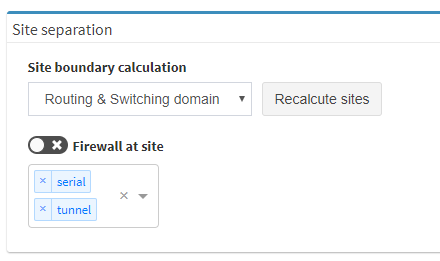 Site separation
Site boundary calculation
Routing & Switching domain
Recalcute sites
Firewall at site
× serial
× tunnel